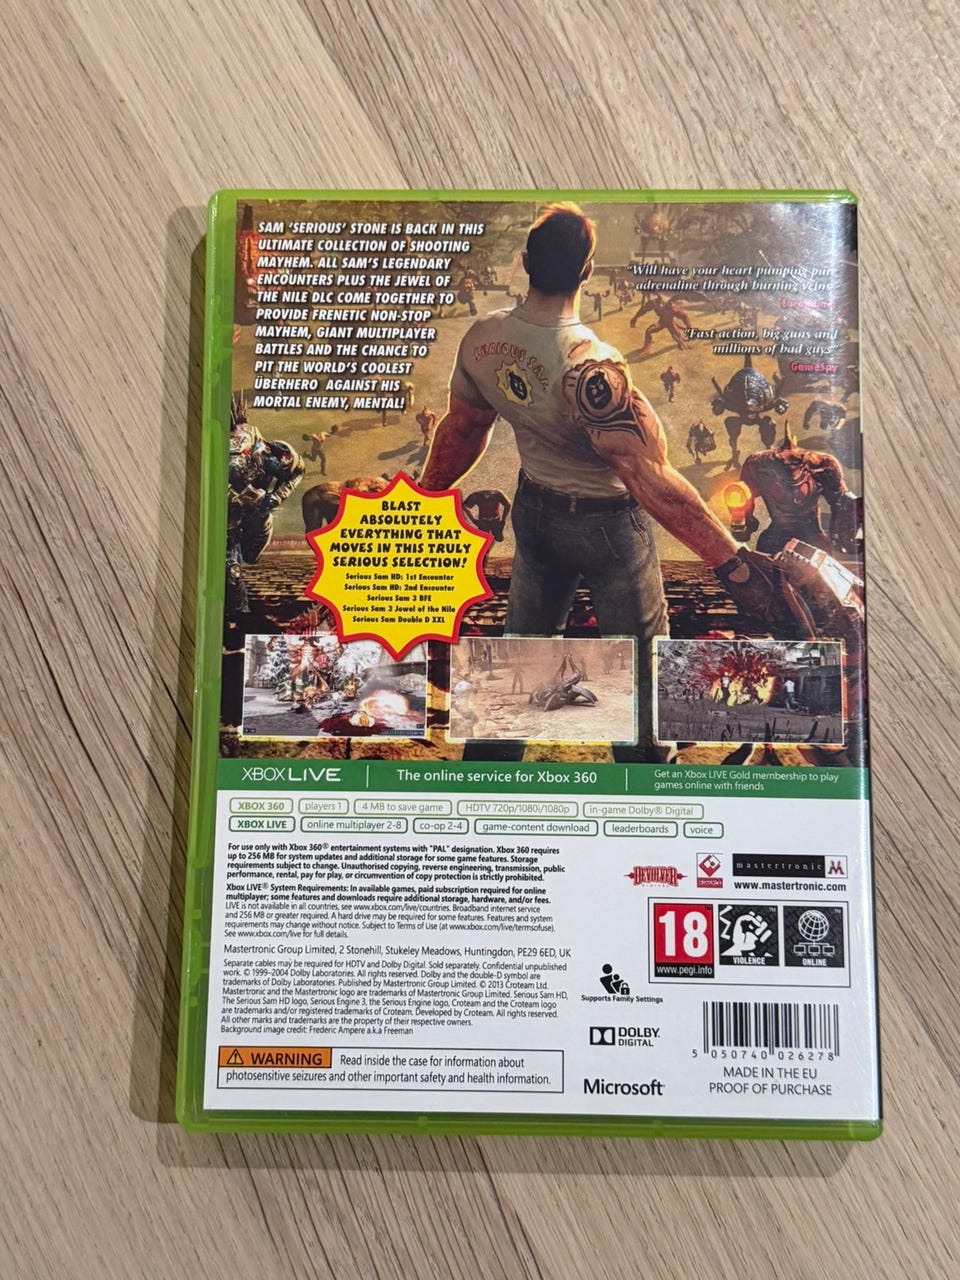 SAM 'SERIOUS' STONE IS BACK IN THIS
ULTIMATE COLLECTION OF SHOOTING
MAYHEM. ALL SAM'S LEGENDARY
ENCOUNTERS PLUS THE JEWEL OF
THE NILE DLC COME TOGETHER TO
PROVIDE FRENETIC NON-STOP
MAYHEM, GIANT MULTIPLAYER
BATTLES AND THE CHANCE TO
PIT THE WORLD'S COOLEST
ÜBERHERO AGAINST HIS
MORTAL ENEMY, MENTAL!
"Will have your heart pumping pure
adrenaline through burning veins"
"Fast action, big guns and
millions of bad guys"
GameSpy
SERIOUS SAM
BLAST
ABSOLUTELY
EVERYTHING THAT
MOVES IN THIS TRULY
SERIOUS SELECTION!
Serious Sam HD: 1st Encounter
Serious Sam HD: 2nd Encounter
Serious Sam 3 BFE
Serious Sam 3 Jewel of the Nile
Serious Sam Double D XXL
XBOX LIVE
The online service for Xbox 360
Get an Xbox LIVE Gold membership to play
games online with friends
XBOX 360 players 1 4 MB to save game HDTV 720p/1080i/1080p in-game Dolby® Digital
XBOX LIVE online multiplayer 2-8 co-op 2-4 game-content download leaderboards voice
For use only with Xbox 360® entertainment systems with "PAL" designation. Xbox 360 requires
up to 256 MB for system updates and additional storage for some game features. Storage
requirements subject to change. Unauthorised copying, reverse engineering, transmission, public
performance, rental, pay for play, or circumvention of copy protection is strictly prohibited.
Xbox LIVE® System Requirements: In available games, paid subscription required for online
multiplayer; some features and downloads require additional storage, hardware, and/or fees.
LIVE is not available in all countries, see www.xbox.com/live/countries. Broadband internet service
and 256 MB or greater required. A hard drive may be required for some features. Features and system
requirements may change without notice. Subject to Terms of Use (at www.xbox.com/live/termsofuse).
See www.xbox.com/live for full details.
Mastertronic Group Limited, 2 Stonehill, Stukeley Meadows, Huntingdon, PE29 6ED, UK
Separate cables may be required for HDTV and Dolby Digital. Sold separately. Confidential unpublished
work. © 1999–2004 Dolby Laboratories. All rights reserved. Dolby and the double-D symbol are
trademarks of Dolby Laboratories. Published by Mastertronic Group Limited. © 2013 Croteam Ltd.
Mastertronic and the Mastertronic logo are trademarks of Mastertronic Group Limited. Serious Sam HD,
The Serious Sam HD logo, Serious Engine 3, the Serious Engine logo, Croteam and the Croteam logo
are trademarks and/or registered trademarks of Croteam. Developed by Croteam. All rights reserved.
All other marks and trademarks are the property of their respective owners.
Background image credit: Frederic Ampere a.k.a Freeman
WARNING Read inside the case for information about
photosensitive seizures and other important safety and health information.
DEVOLVER
DIGITAL
CROTEAM
mastertronic M
www.mastertronic.com
18
www.pegi.info
VIOLENCE
ONLINE
Supports Family Settings
DOLBY
DIGITAL
Microsoft
5 050740 026278
MADE IN THE EU
PROOF OF PURCHASE